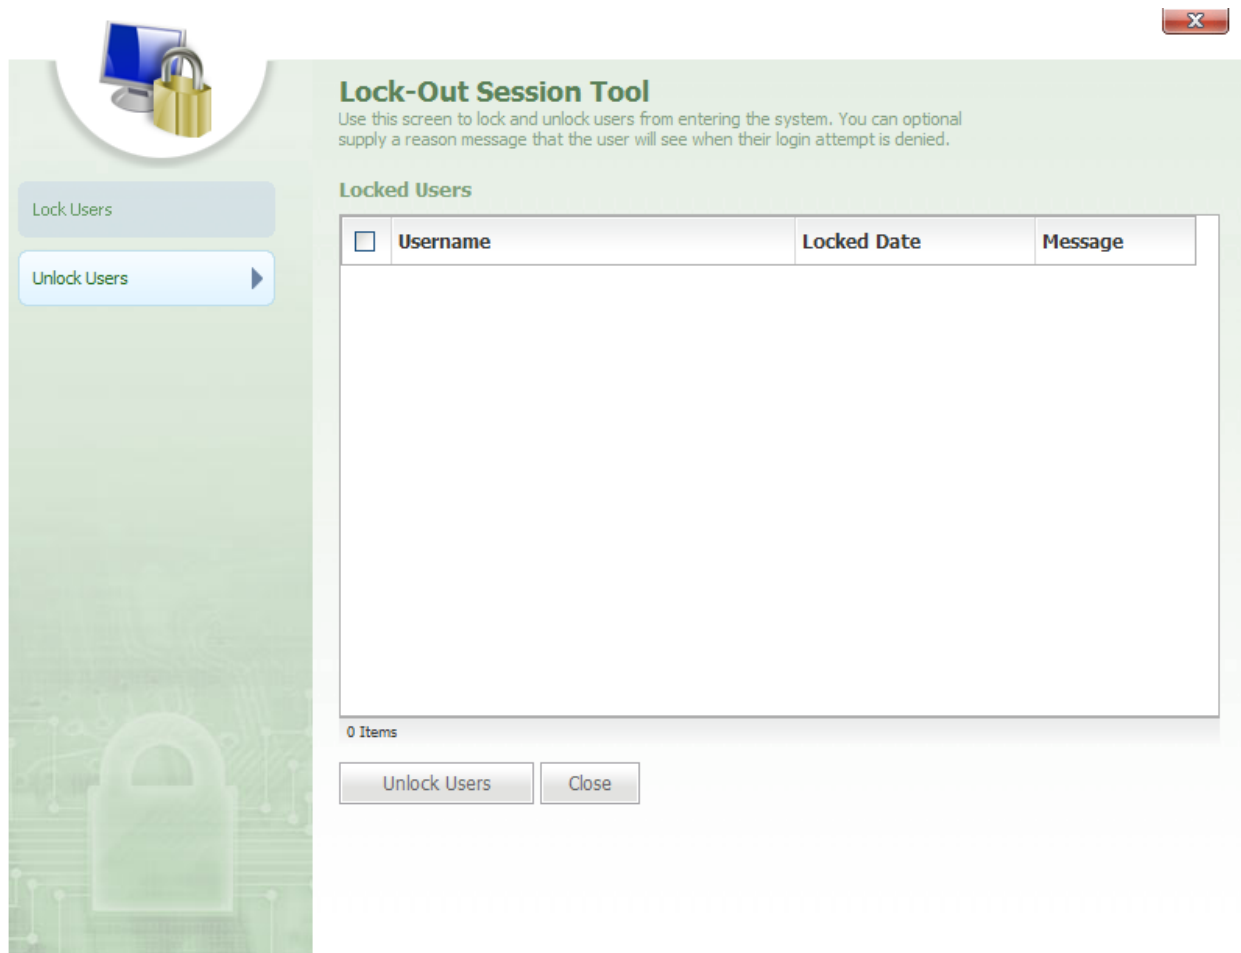 X
Lock-Out Session Tool
Use this screen to lock and unlock users from entering the system. You can optional
supply a reason message that the user will see when their login attempt is denied.
Lock Users
Unlock Users
Locked Users
Username Locked Date Message
0 Items
Unlock Users Close